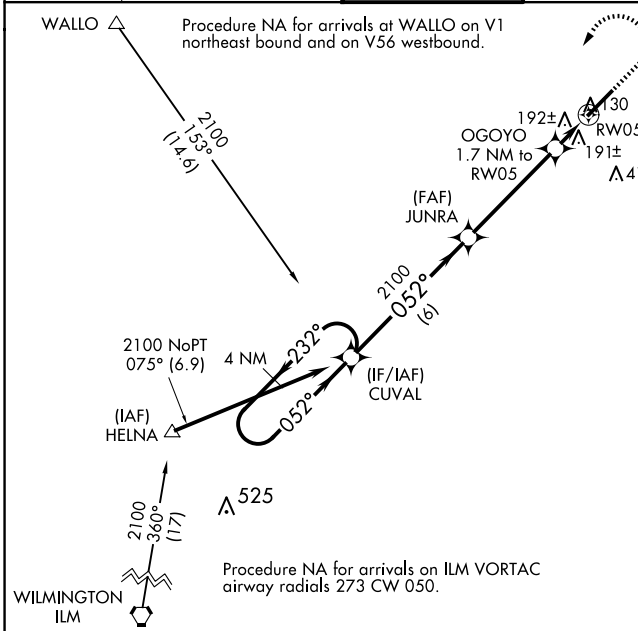 WALLO
Procedure NA for arrivals at WALLO on V1
northeast bound and on V56 westbound.
2100
153°
(14.6)
192±
130
RW05
OGOYO
1.7 NM to
RW05
191±
(FAF)
JUNRA
2100
052°
(6)
2100 NoPT
075° (6.9)
4 NM
232°
052°
(IF/IAF)
CUVAL
(IAF)
HELNA
525
2100
360°
(17)
Procedure NA for arrivals on ILM VORTAC
airway radials 273 CW 050.
WILMINGTON
ILM